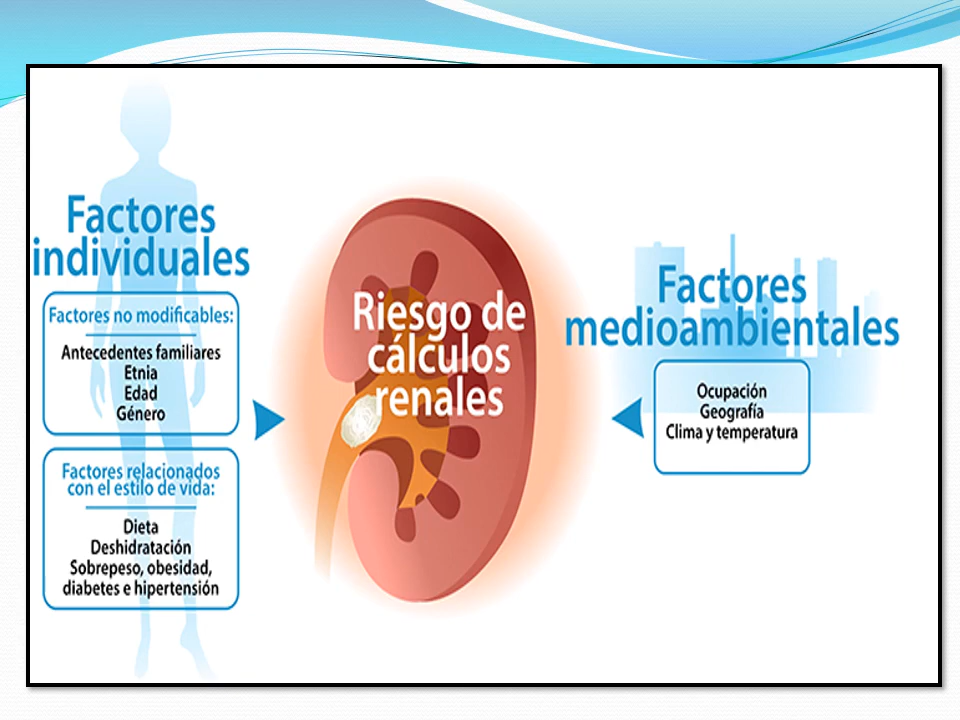 Factores
individuales
Factores no modificables:
Antecedentes familiares
Etnia
Edad
Género
Factores relacionados
con el estilo de vida:
Dieta
Deshidratación
Sobrepeso, obesidad,
diabetes e hipertensión
Riesgo de
cálculos
renales
Factores
medioambientales
Ocupación
Geografía
Clima y temperatura